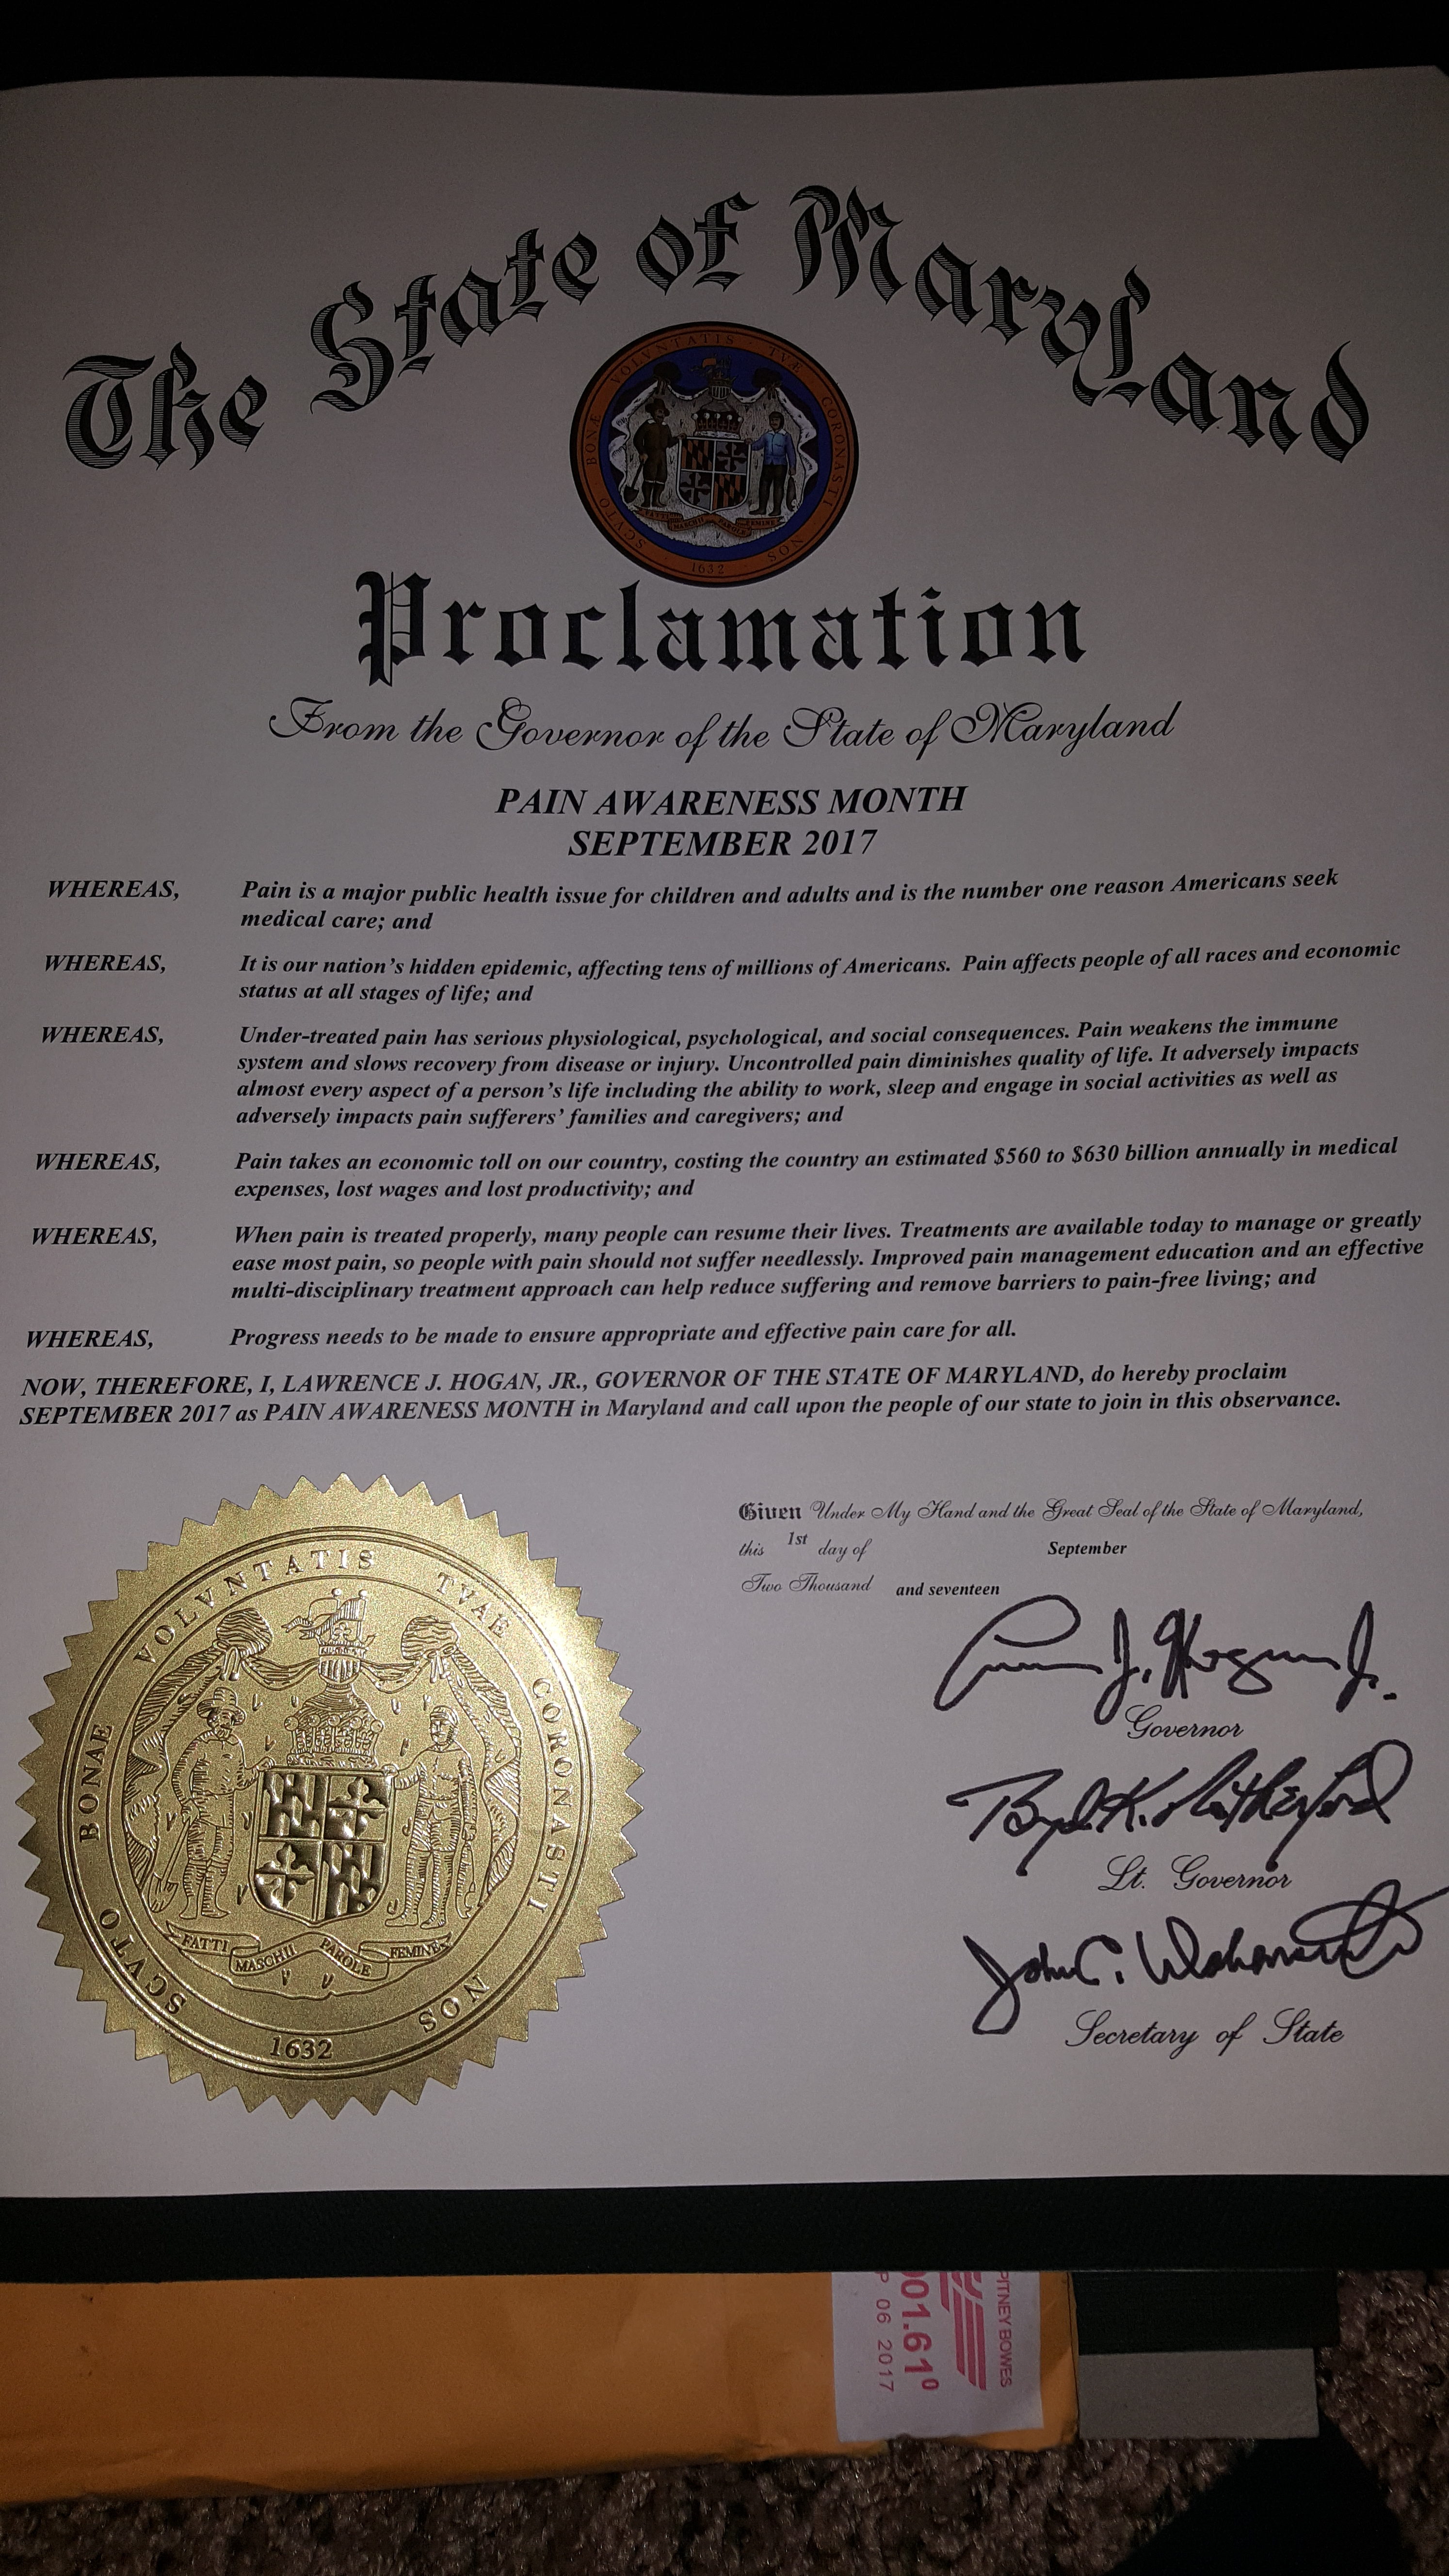 The State of Maryland
SCVTO BONÆ VOLVNTATIS TVÆ CORONASTI NOS
FATTI MASCHII PAROLE FEMINE
1632
Proclamation
From the Governor of the State of Maryland
PAIN AWARENESS MONTH
SEPTEMBER 2017
WHEREAS, Pain is a major public health issue for children and adults and is the number one reason Americans seek
medical care; and
WHEREAS, It is our nation's hidden epidemic, affecting tens of millions of Americans. Pain affects people of all races and economic
status at all stages of life; and
WHEREAS, Under-treated pain has serious physiological, psychological, and social consequences. Pain weakens the immune
system and slows recovery from disease or injury. Uncontrolled pain diminishes quality of life. It adversely impacts
almost every aspect of a person's life including the ability to work, sleep and engage in social activities as well as
adversely impacts pain sufferers' families and caregivers; and
WHEREAS, Pain takes an economic toll on our country, costing the country an estimated $560 to $630 billion annually in medical
expenses, lost wages and lost productivity; and
WHEREAS, When pain is treated properly, many people can resume their lives. Treatments are available today to manage or greatly
ease most pain, so people with pain should not suffer needlessly. Improved pain management education and an effective
multi-disciplinary treatment approach can help reduce suffering and remove barriers to pain-free living; and
WHEREAS, Progress needs to be made to ensure appropriate and effective pain care for all.
NOW, THEREFORE, I, LAWRENCE J. HOGAN, JR., GOVERNOR OF THE STATE OF MARYLAND, do hereby proclaim
SEPTEMBER 2017 as PAIN AWARENESS MONTH in Maryland and call upon the people of our state to join in this observance.
Given Under My Hand and the Great Seal of the State of Maryland,
this 1st day of September
Two Thousand and seventeen
J. Hogan Jr.
Governor
Boyd K. Rutherford
Lt. Governor
John C.
Secretary of State
SCVTO BONAE VOLVNTATIS TVAE CORONASTI NOS
FATTI MASCHII PAROLE FEMINE
1632
PITNEY BOWES
01.61⁰
P 06 2017